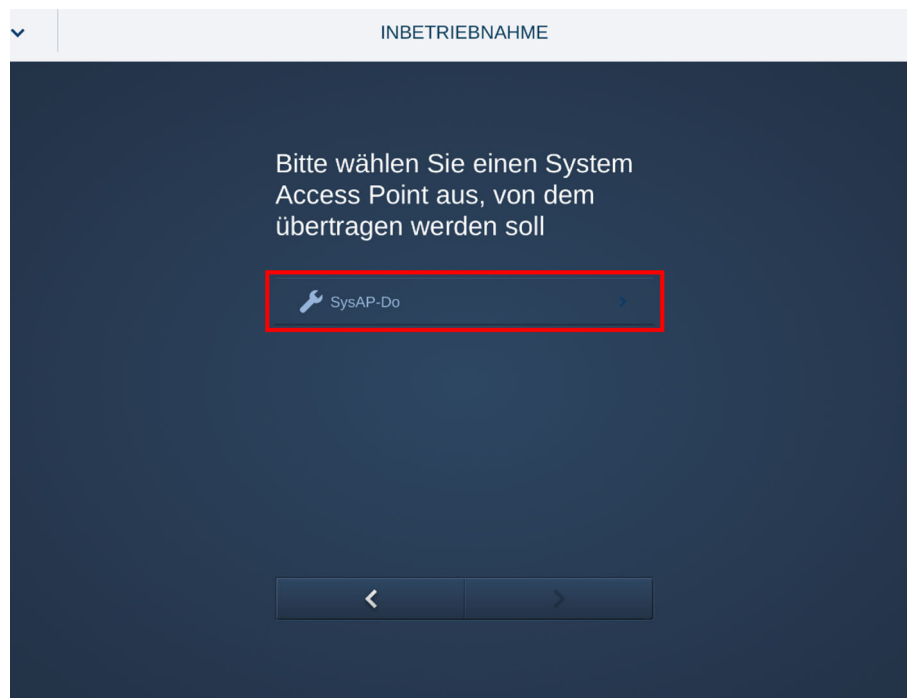 INBETRIEBNAHME
Bitte wählen Sie einen System
Access Point aus, von dem
übertragen werden soll
SysAP-Do